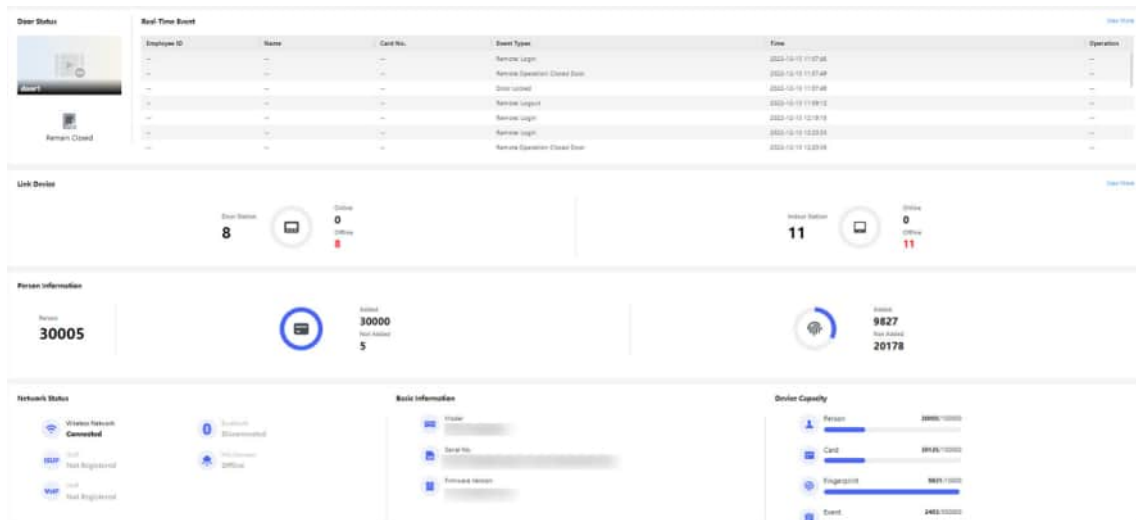 Door Status
Real-Time Event
View More
Employee ID Name Card No. Event Types Time Operation
-- -- -- Remote: Login --
-- -- -- Remote Operation: Closed Door --
door1
-- -- -- Door Locked --
-- -- -- Remote: Logout --
-- -- -- Remote: Login --
-- -- -- Remote: Login --
Remain Closed
-- -- -- Remote Operation: Closed Door --
Link Device
View More
Door Station
8
Online
0
Offline
8
Indoor Station
11
Online
0
Offline
11
Person Information
Person
30005
Added
30000
Not Added
5
Added
9827
Not Added
20178
Network Status
Basic Information
Device Capacity
Wireless Network
Connected
Bluetooth
Disconnected
ISUP
Not Registered
Offline
VoIP
Not Registered
Model
Serial No.
Firmware Version
Person
Card
Fingerprint
Event